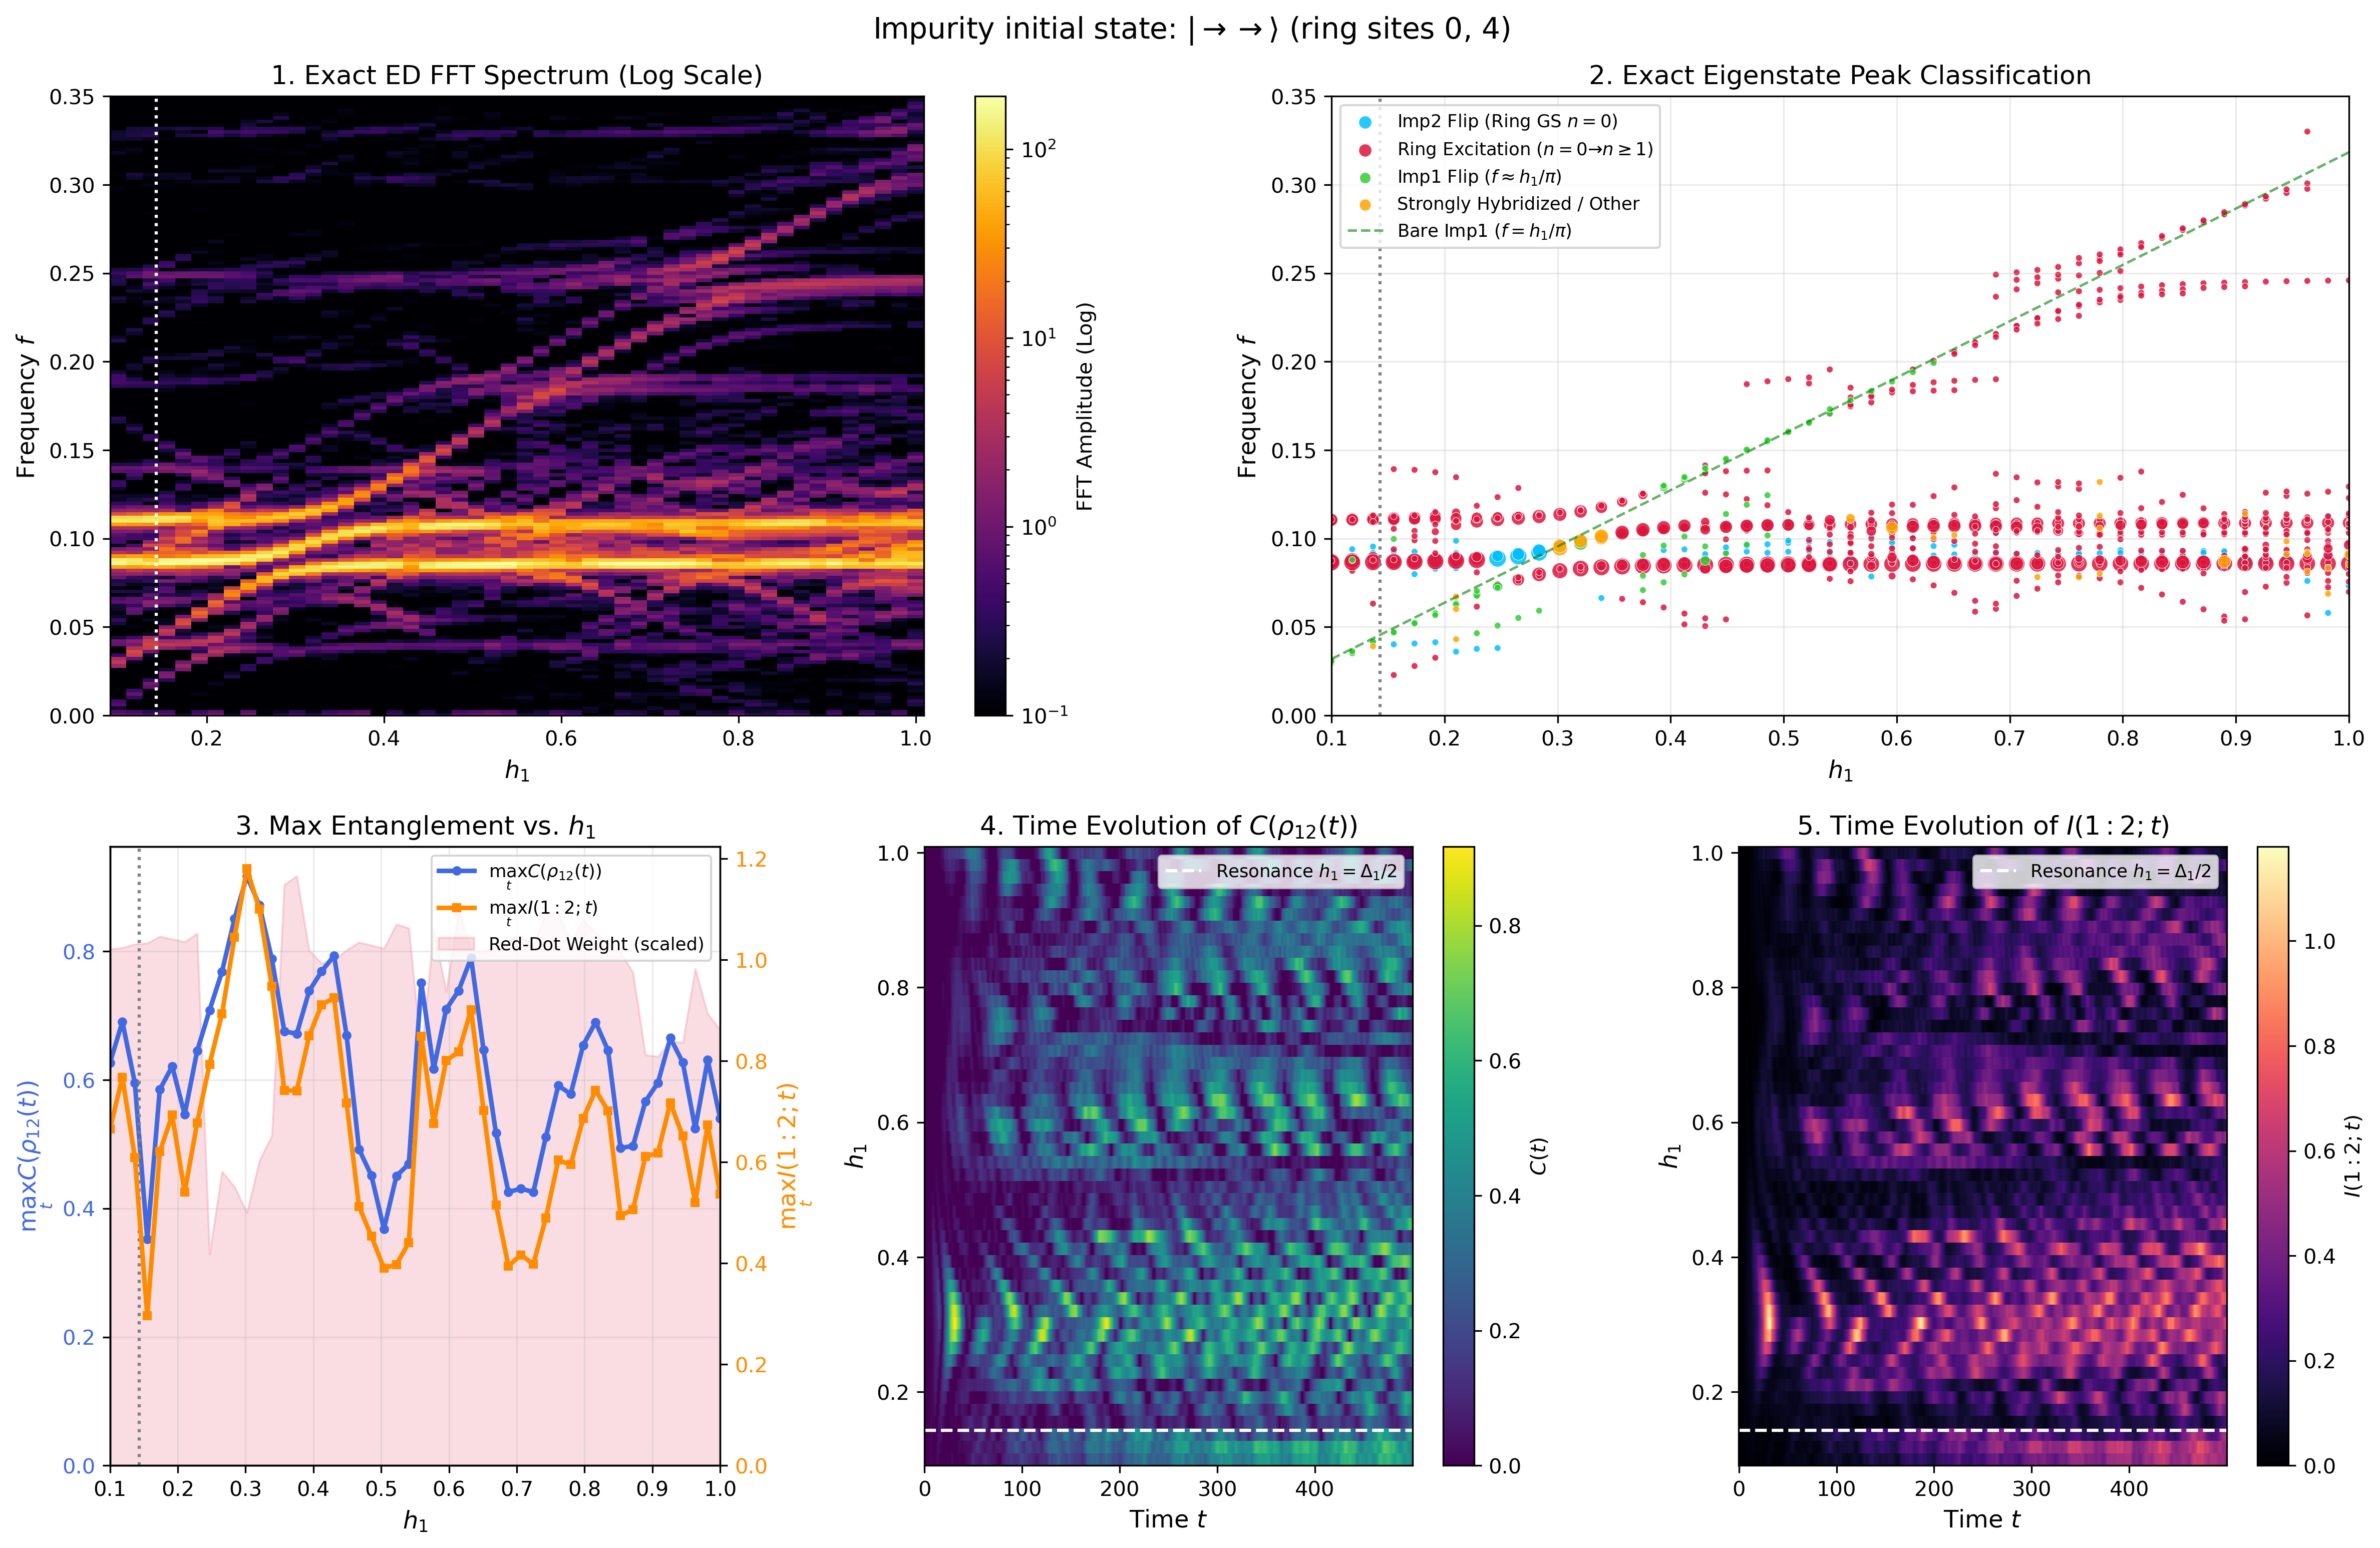 Impurity initial state: |→→⟩ (ring sites 0, 4)
1. Exact ED FFT Spectrum (Log Scale)
Frequency f
0.35
0.30
0.25
0.20
0.15
0.10
0.05
0.00
0.2 0.4 0.6 0.8 1.0
h₁
10²
10¹
10⁰
10⁻¹
FFT Amplitude (Log)
2. Exact Eigenstate Peak Classification
Frequency f
0.35
0.30
0.25
0.20
0.15
0.10
0.05
0.00
0.1 0.2 0.3 0.4 0.5 0.6 0.7 0.8 0.9 1.0
h₁
Imp2 Flip (Ring GS n = 0)
Ring Excitation (n = 0→n ≥ 1)
Imp1 Flip (f ≈ h₁/π)
Strongly Hybridized / Other
Bare Imp1 (f = h₁/π)
3. Max Entanglement vs. h₁
max C(ρ₁₂(t))
t
0.8
0.6
0.4
0.2
0.0
0.1 0.2 0.3 0.4 0.5 0.6 0.7 0.8 0.9 1.0
h₁
max C(ρ₁₂(t))
t
max I(1 : 2; t)
t
Red-Dot Weight (scaled)
1.2
1.0
0.8
0.6
0.4
0.2
0.0
max I(1 : 2; t)
t
4. Time Evolution of C(ρ₁₂(t))
h₁
1.0
0.8
0.6
0.4
0.2
0 100 200 300 400
Time t
Resonance h₁ = Δ₁/2
0.8
0.6
0.4
0.2
0.0
C(t)
5. Time Evolution of I(1 : 2; t)
h₁
1.0
0.8
0.6
0.4
0.2
0 100 200 300 400
Time t
Resonance h₁ = Δ₁/2
1.0
0.8
0.6
0.4
0.2
0.0
I(1 : 2; t)